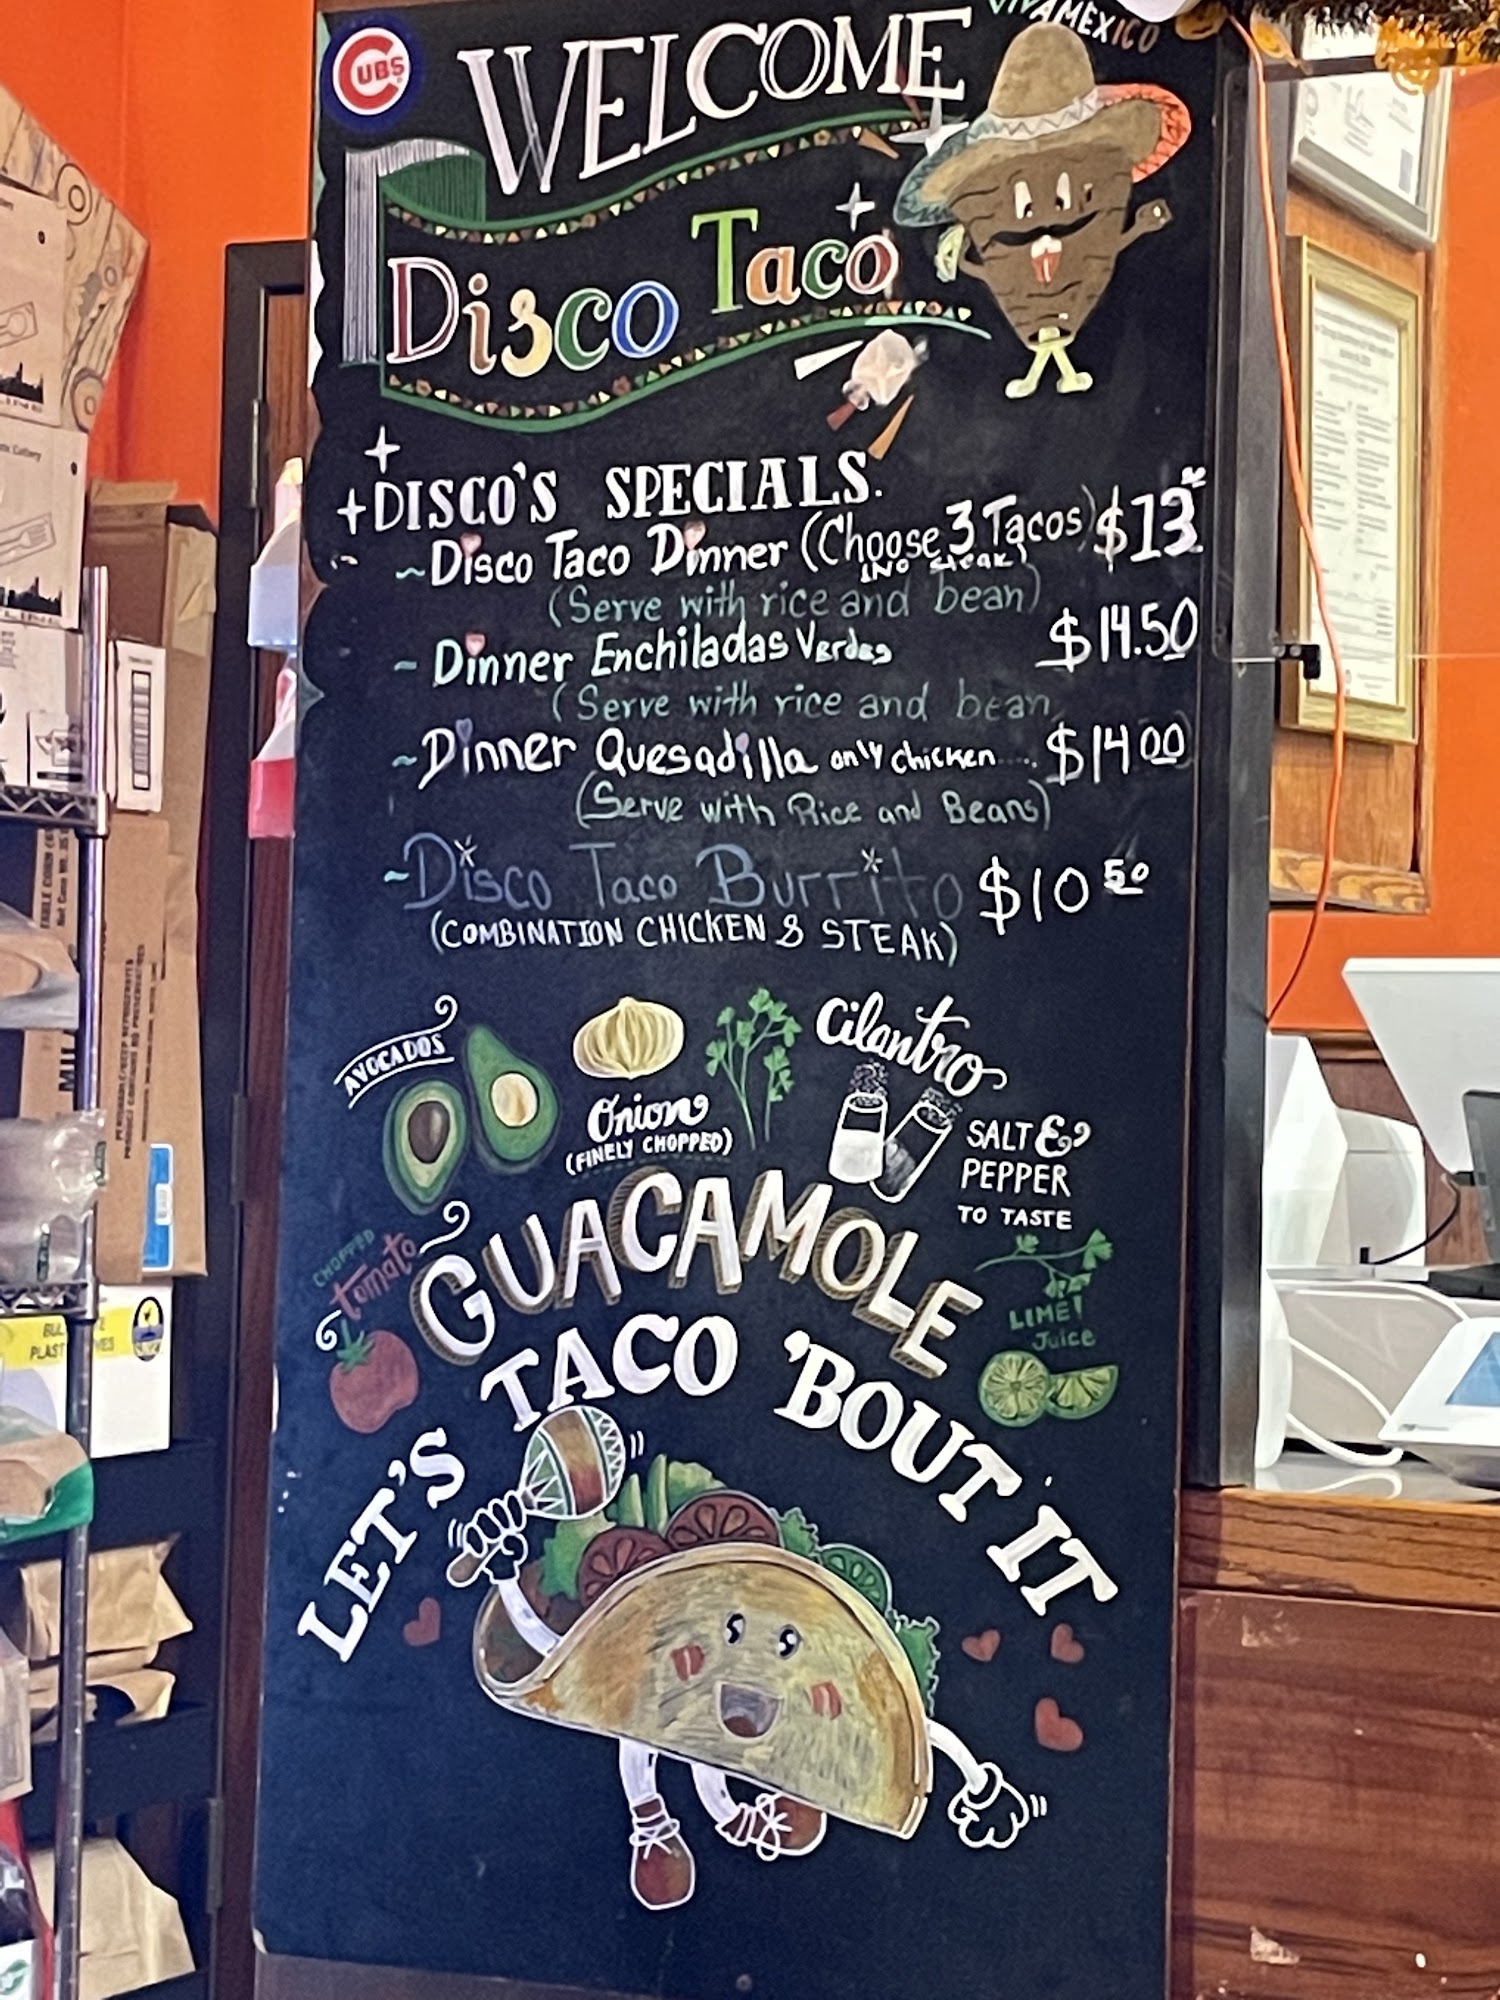 VIVA MEXICO
CUBS
WELCOME
Disco Taco
DISCO'S SPECIALS.
~Disco Taco Dinner (Choose 3 Tacos) $13
(No steak)
(Serve with rice and bean)
~Dinner Enchiladas Verdes $14.50
(Serve with rice and bean
~Dinner Quesadilla only chicken.... $14.00
(Serve with Rice and Beans)
~Disco Taco Burrito $10 50
(COMBINATION CHICKEN & STEAK)
AVOCADOS
Onion
(FINELY CHOPPED)
Cilantro
SALT &
PEPPER
TO TASTE
CHOPPED
tomato
GUACAMOLE
LIME!
Juice
LET'S TACO 'BOUT IT